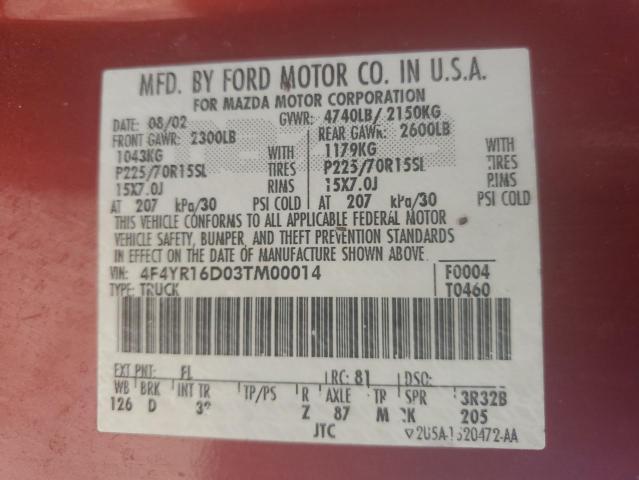 MFD. BY FORD MOTOR CO. IN U.S.A.
FOR MAZDA MOTOR CORPORATION
DATE: 08/02 GVWR: 4740LB/ 2150KG
FRONT GAWR: 2300LB REAR GAWR: 2600LB
1043KG WITH 1179KG WITH
P225/70R15SL TIRES P225/70R15SL TIRES
15X7.0J RIMS 15X7.0J RIMS
AT 207 kPa/30 PSI COLD AT 207 kPa/30 PSI COLD
THIS VEHICLE CONFORMS TO ALL APPLICABLE FEDERAL MOTOR
VEHICLE SAFETY, BUMPER, AND THEFT PREVENTION STANDARDS
IN EFFECT ON THE DATE OF MANUFACTURE SHOWN ABOVE.
VIN: 4F4YR16D03TM00014 F0004
TYPE: TRUCK T0460
EXT PNT: FL RC: 81 DSO:
WB BRK INT TR TP/PS R AXLE TR SPR 3R32B
126 D Z 87 M 205
JTC